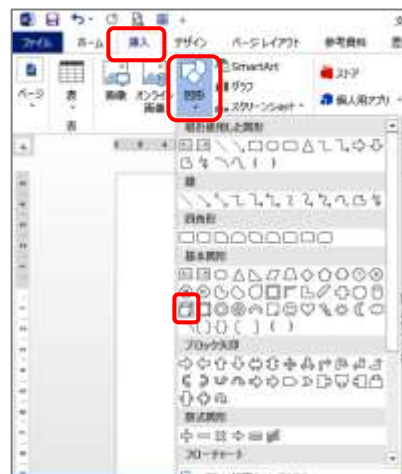 ファイル ホーム 挿入 デザイン ページレイアウト 参考資料
SmartArt
グラフ
スクリーンショット
ストア
個人用アプリ
ページ 表 画像 オンライン 図形
画像
表
最近使用した図形
線
四角形
基本図形
ブロック矢印
数式図形
フローチャート